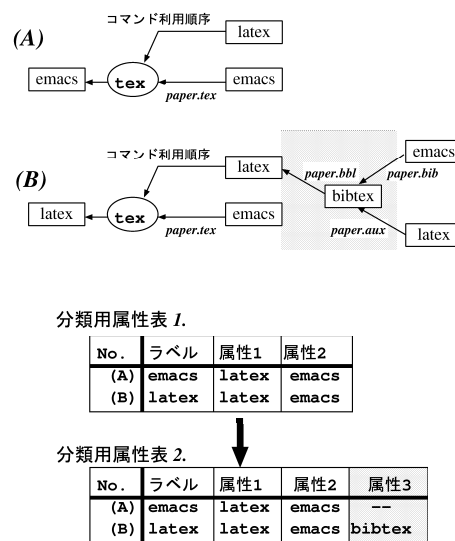 (A)
コマンド利用順序
latex
emacs
tex
emacs
paper.tex
(B)
コマンド利用順序
latex
paper.bbl
emacs
paper.bib
bibtex
latex
tex
emacs
paper.tex
paper.aux
latex
分類用属性表 1.
No. ラベル 属性1 属性2
(A) emacs latex emacs
(B) latex latex emacs
分類用属性表 2.
No. ラベル 属性1 属性2 属性3
(A) emacs latex emacs --
(B) latex latex emacs bibtex